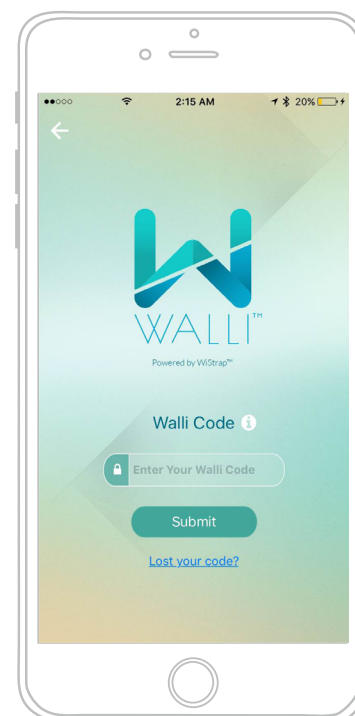 2:15 AM 20%
WALLI™
Powered by WiStrap™
Walli Code
Enter Your Walli Code
Submit
Lost your code?